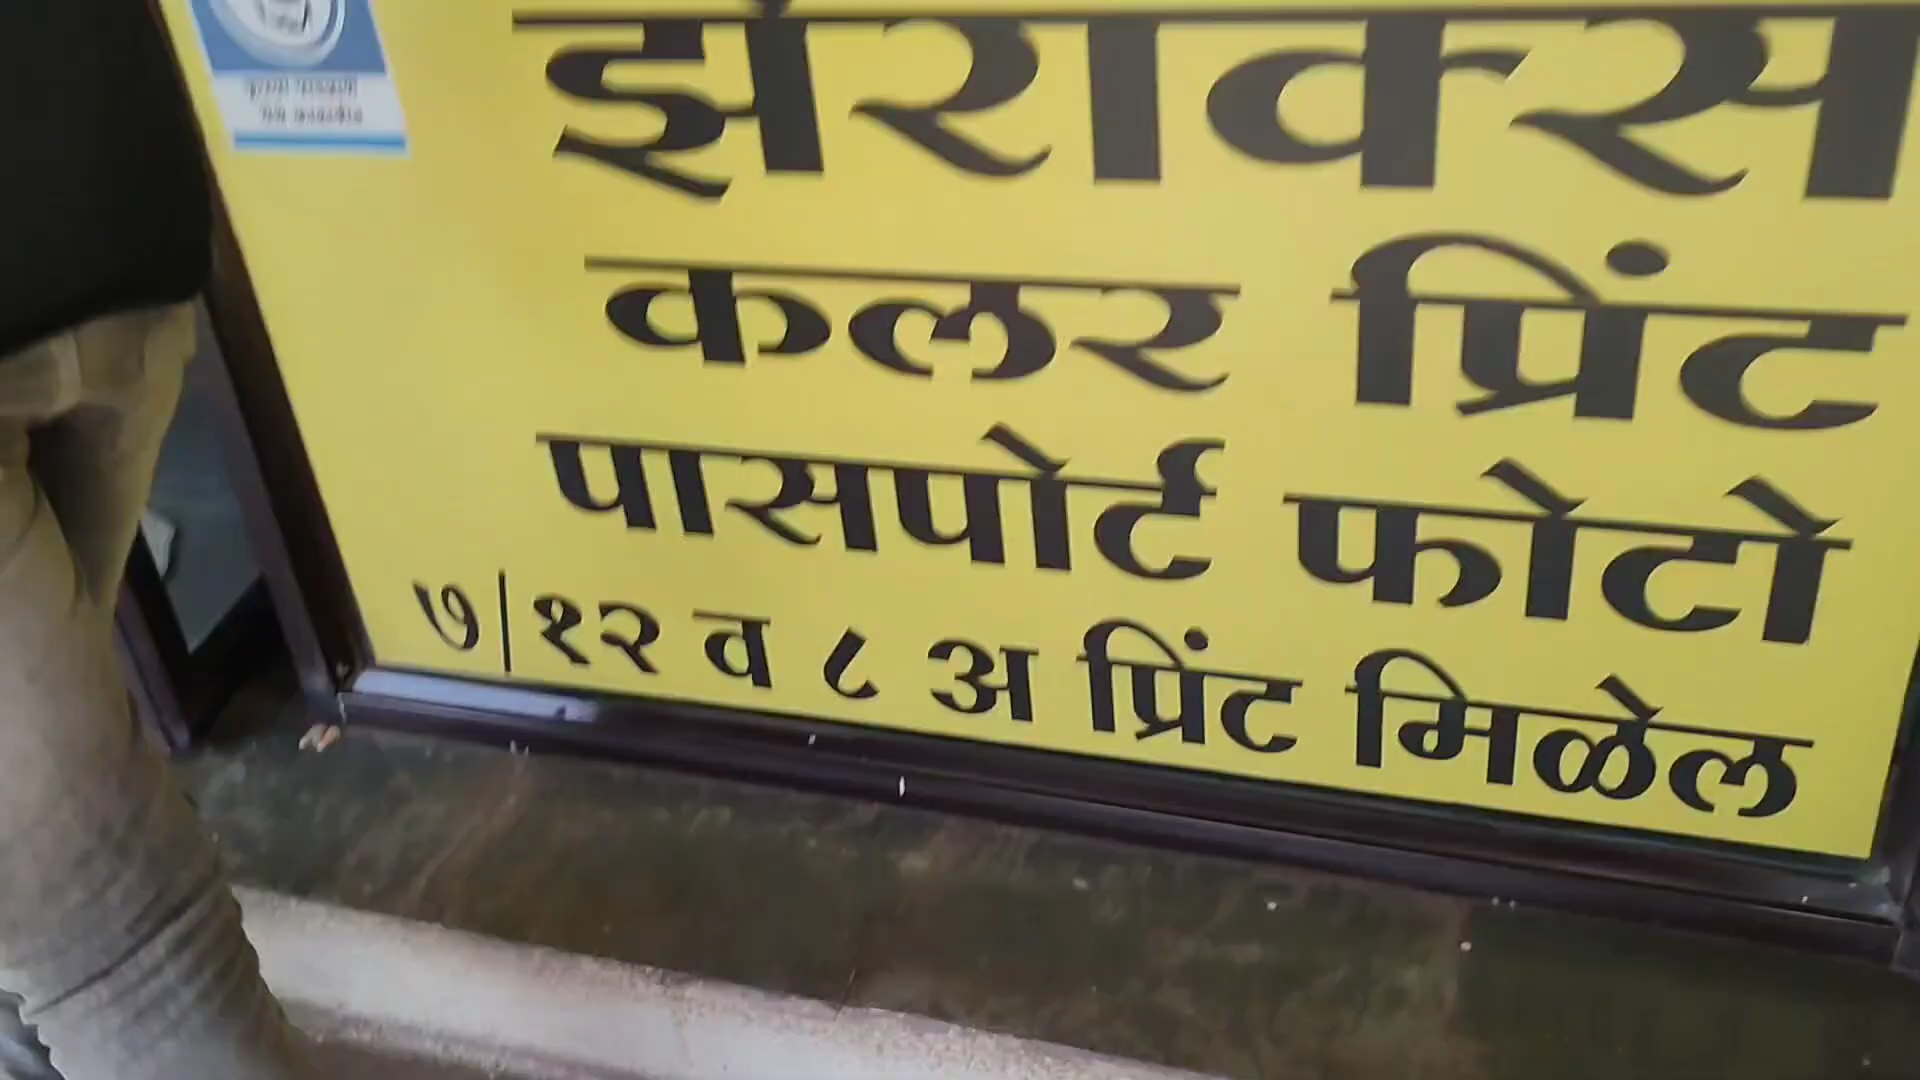 झेरॉक्स
कलर प्रिंट
पासपोर्ट फोटो
७|१२ व ८ अ प्रिंट मिळेल